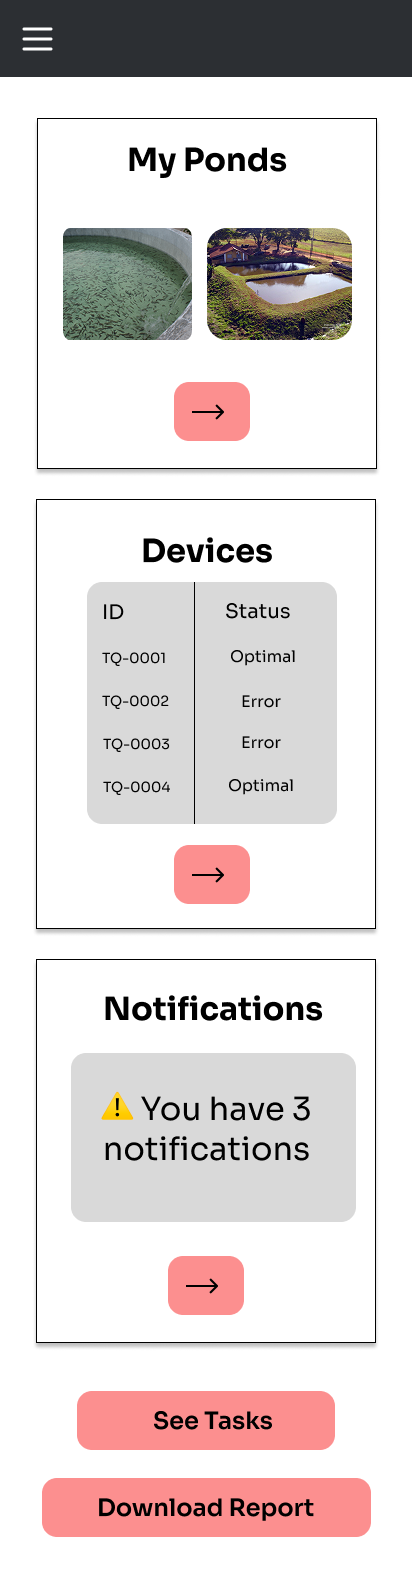 My Ponds
Devices
ID Status
TQ-0001 Optimal
TQ-0002 Error
TQ-0003 Error
TQ-0004 Optimal
Notifications
⚠️ You have 3
notifications
See Tasks
Download Report